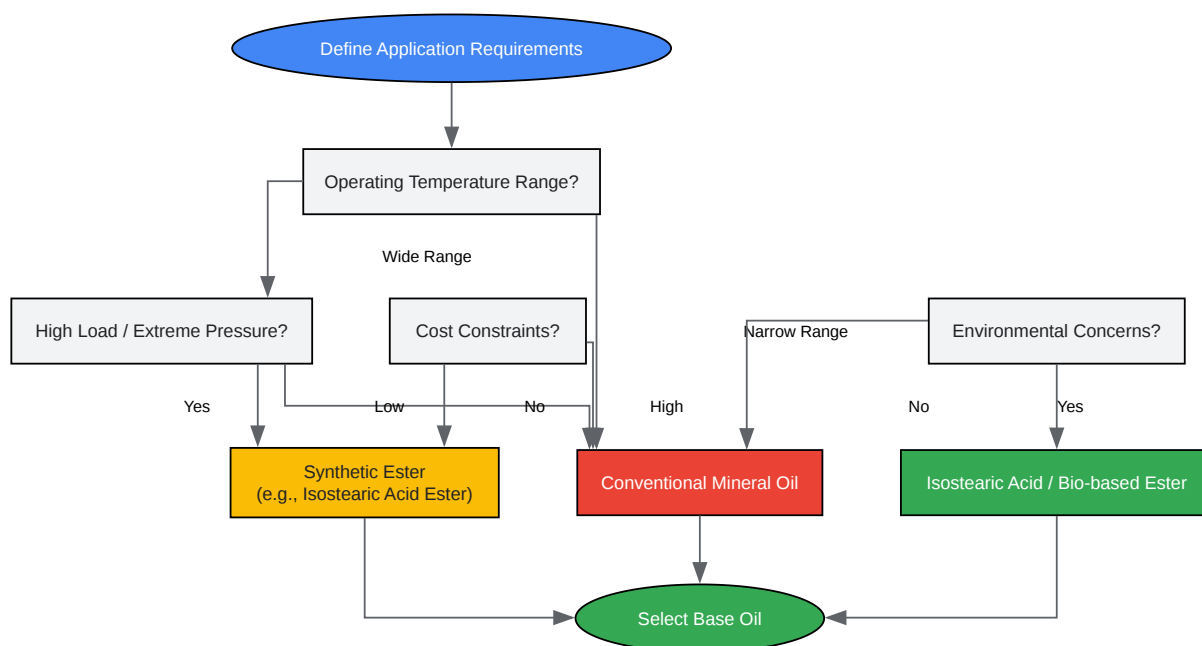 Define Application Requirements
Operating Temperature Range?
Wide Range
High Load / Extreme Pressure?
Cost Constraints?
Narrow Range
Environmental Concerns?
Yes
Low
No
High
No
Yes
Synthetic Ester
(e.g., Isostearic Acid Ester)
Conventional Mineral Oil
Isostearic Acid / Bio-based Ester
Select Base Oil